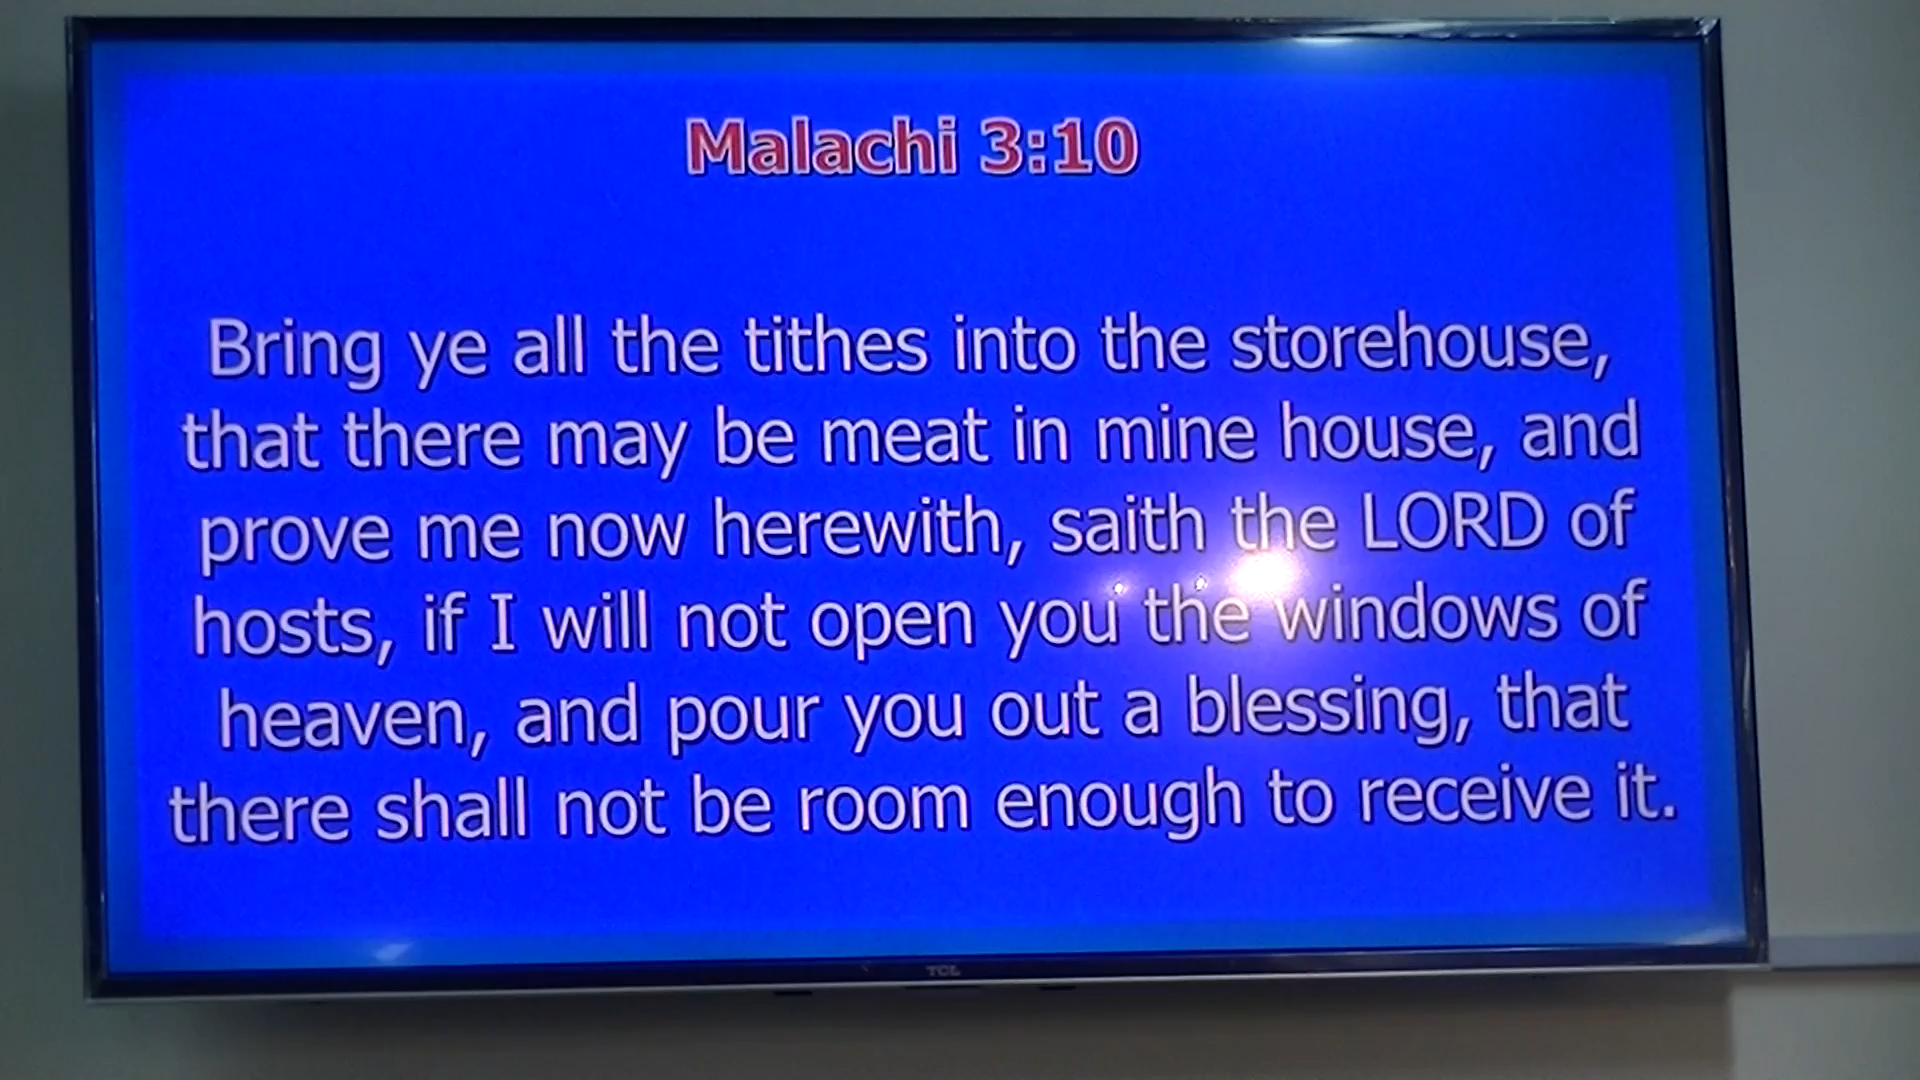 Malachi 3:10
Bring ye all the tithes into the storehouse,
that there may be meat in mine house, and
prove me now herewith, saith the LORD of
hosts, if I will not open you the windows of
heaven, and pour you out a blessing, that
there shall not be room enough to receive it.
TCL